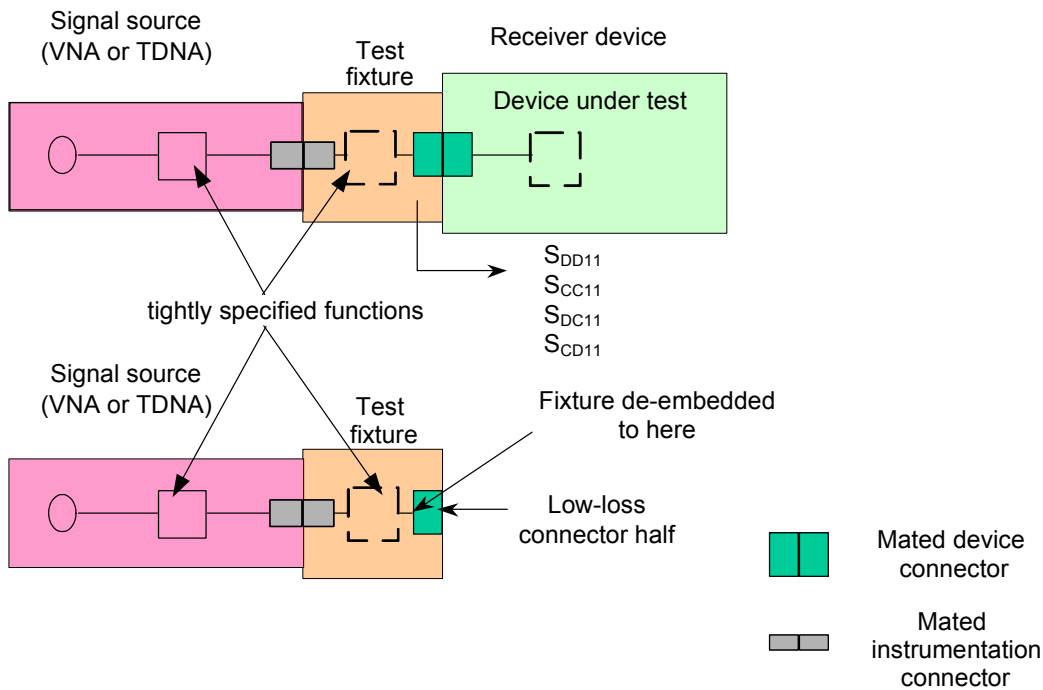 Signal source
(VNA or TDNA)
Test
fixture
Receiver device
Device under test
SDD11
SCC11
SDC11
SCD11
tightly specified functions
Signal source
(VNA or TDNA)
Test
fixture
Fixture de-embedded
to here
Low-loss
connector half
Mated device
connector
Mated
instrumentation
connector